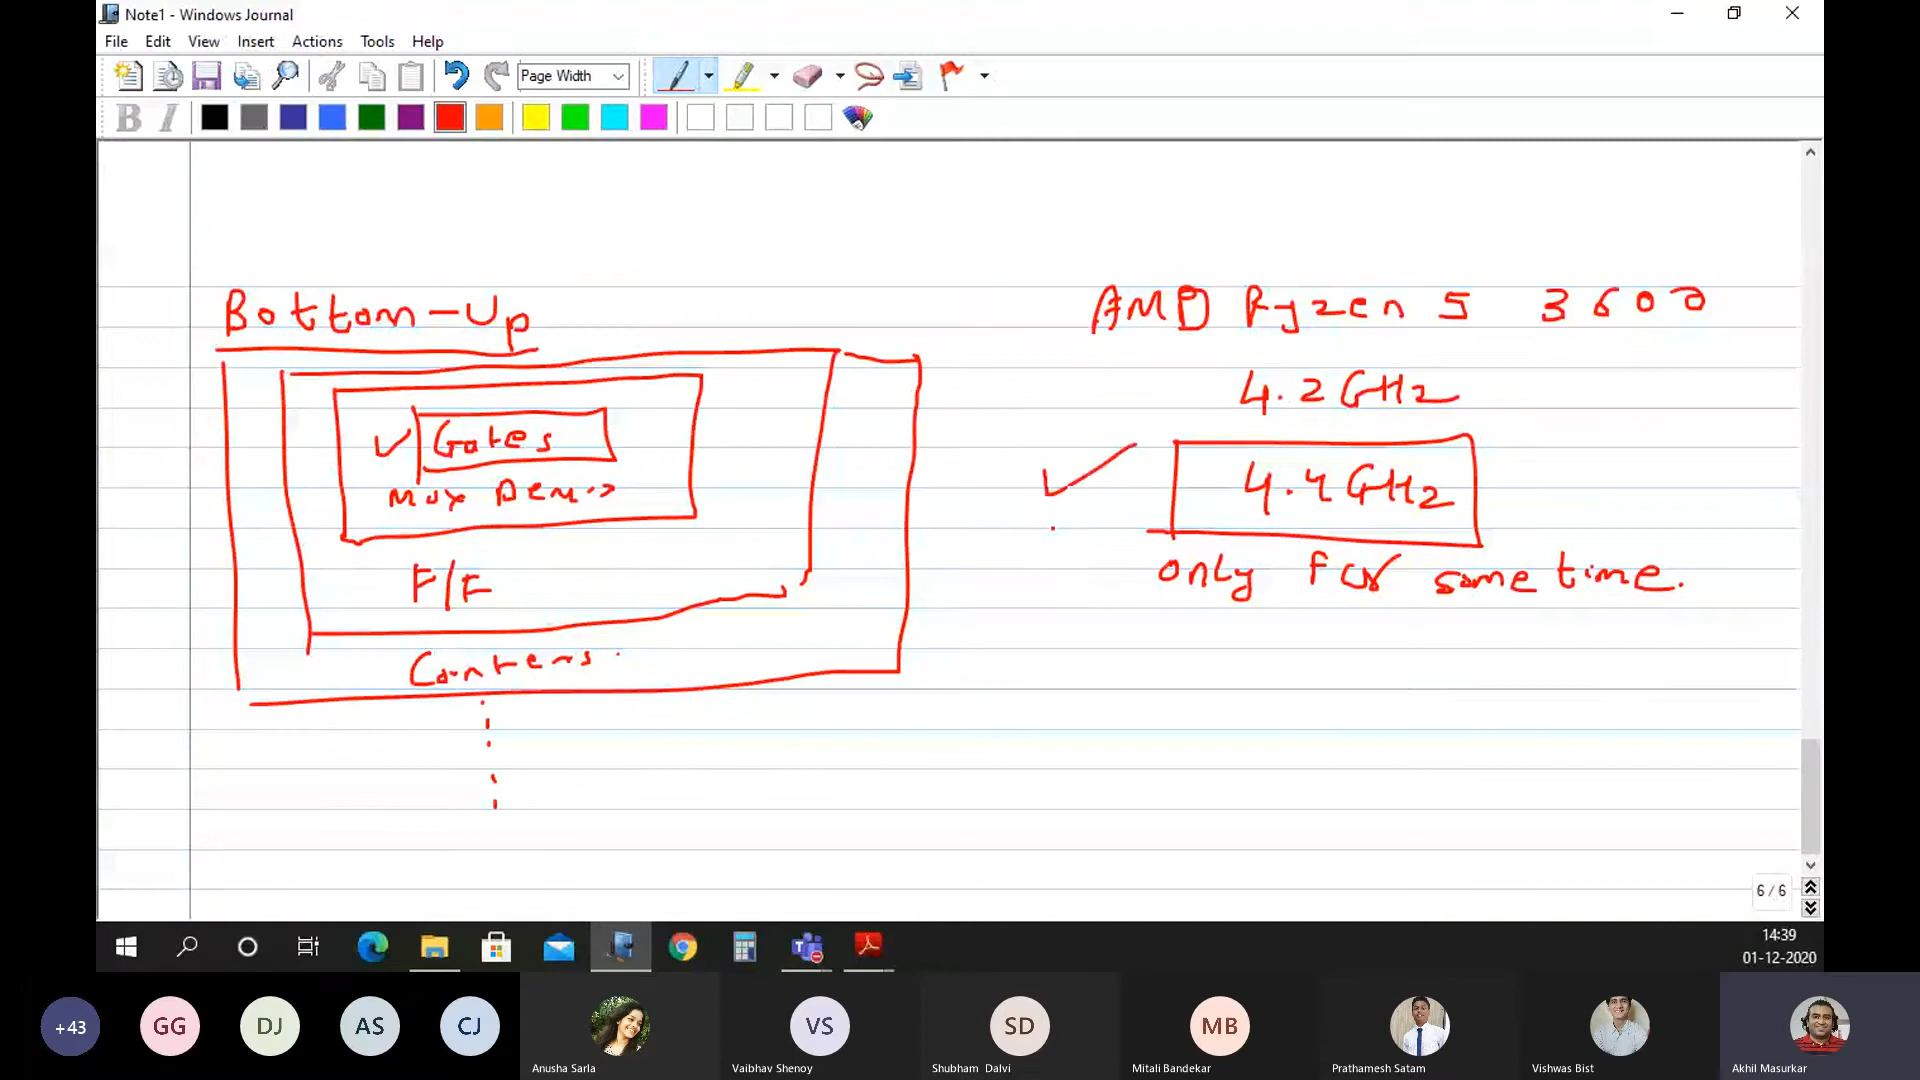 Note1 - Windows Journal
File Edit View Insert Actions Tools Help
Page Width
B I
Bottom-Up
Gates
Mux Demux
F/F
Counters
AMD Ryzen 5 3600
4.2 GHz
4.4 GHz
only for some time.
6 / 6
14:39
01-12-2020
+43
GG
DJ
AS
CJ
Anusha Sarla
VS
Vaibhav Shenoy
SD
Shubham Dalvi
MB
Mitali Bandekar
Prathamesh Satam
Vishwas Bist
Akhil Masurkar